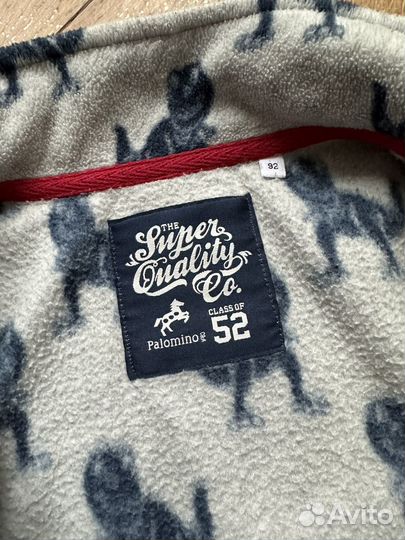 92
THE
Super
Quality
Co.
CLASS OF
52
Palomino
Avito